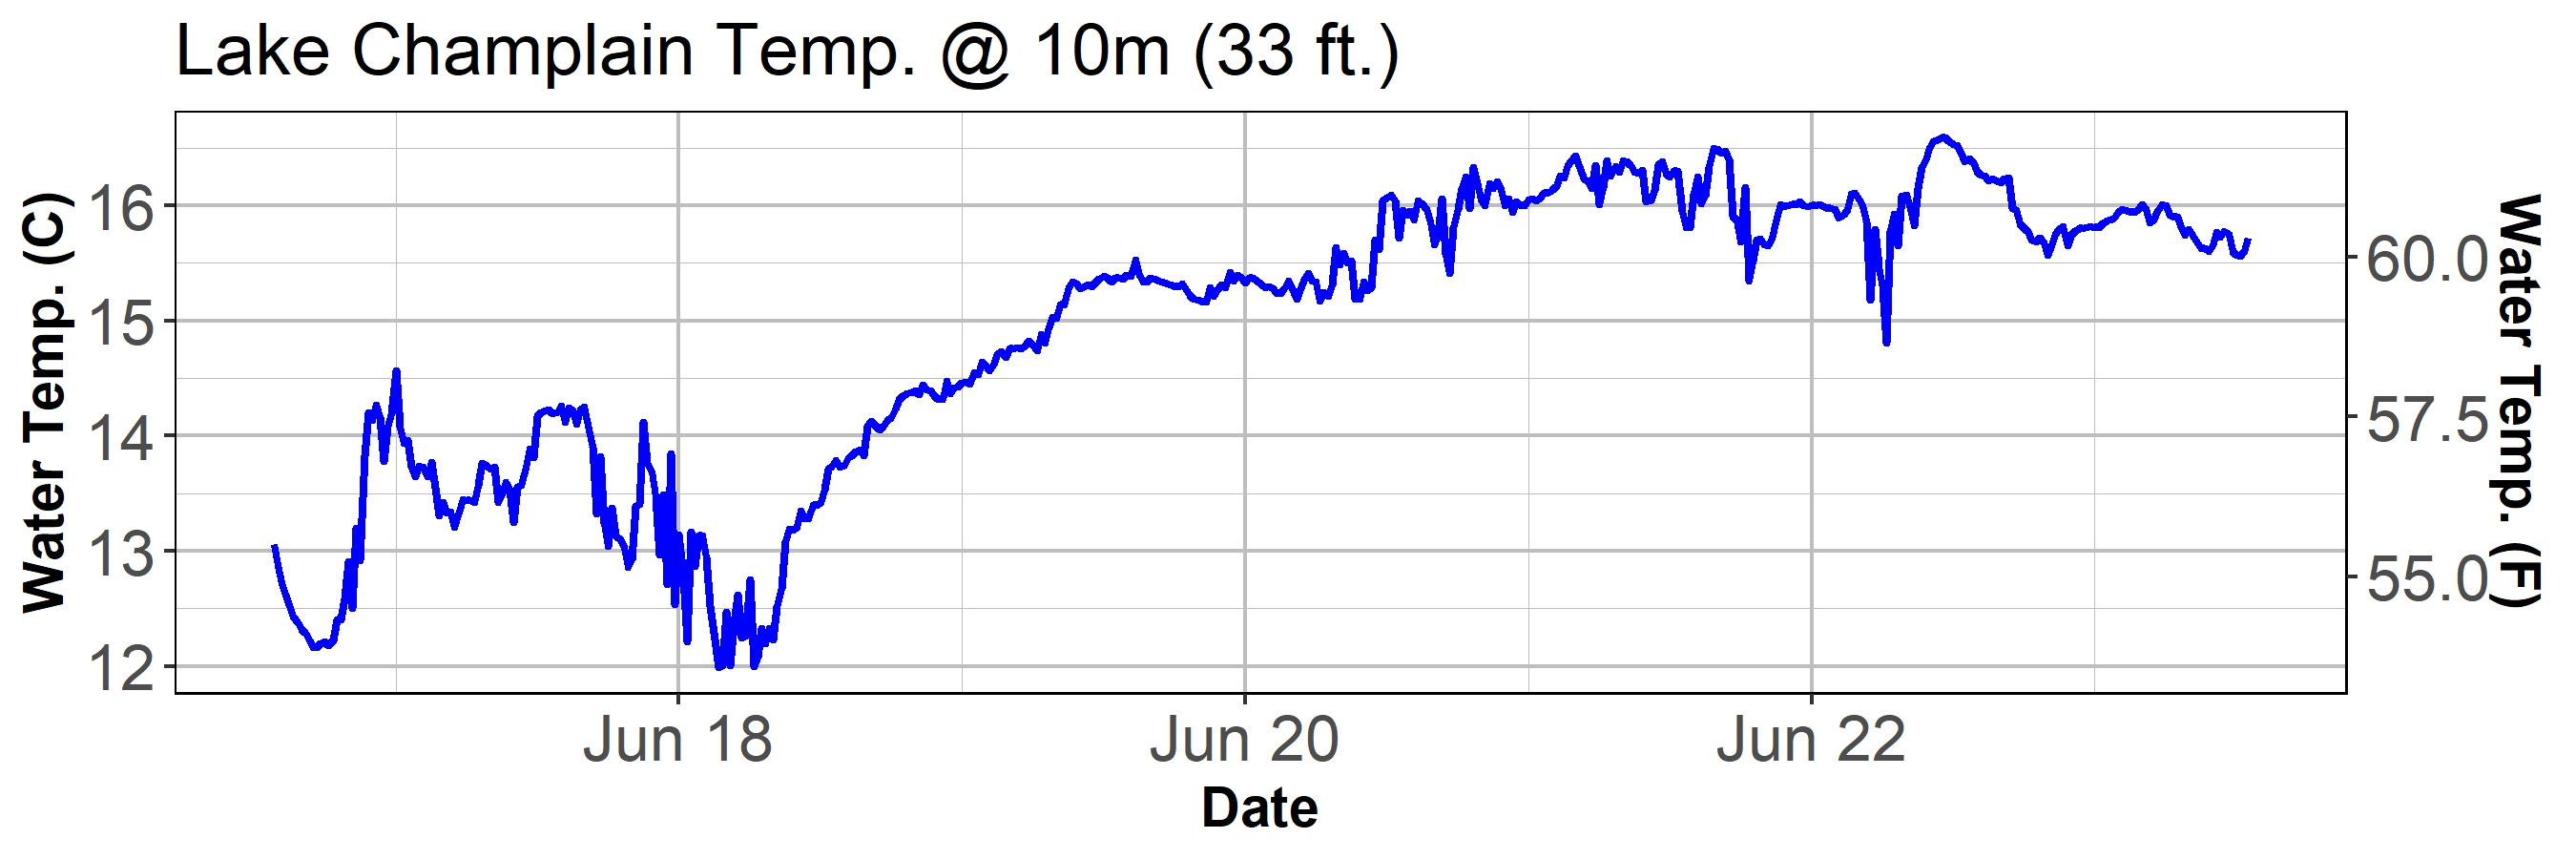 Lake Champlain Temp. @ 10m (33 ft.)
Water Temp. (C)
16
15
14
13
12
60.0
57.5
55.0
Water Temp. (F)
Jun 18
Jun 20
Jun 22
Date